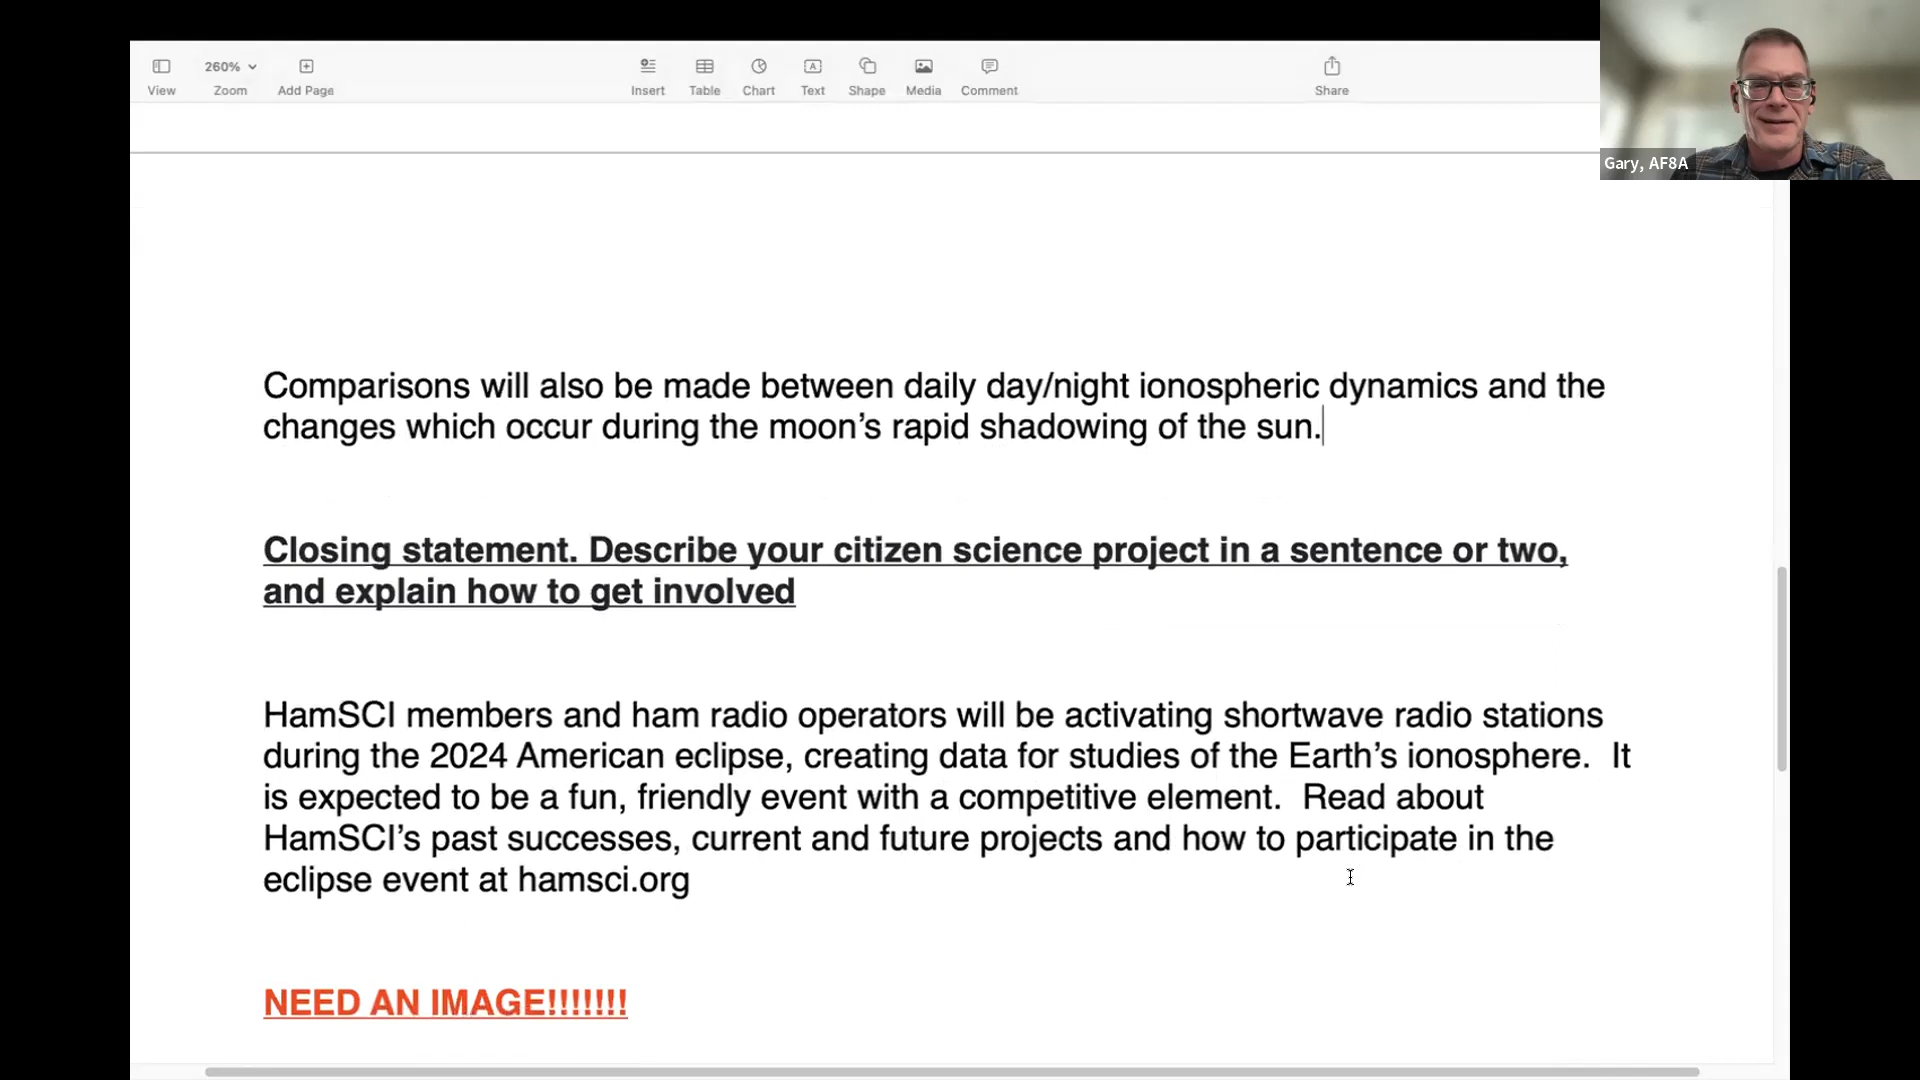 260%
View
Zoom
Add Page
Insert
Table
Chart
Text
Shape
Media
Comment
Share
Gary, AF8A
Comparisons will also be made between daily day/night ionospheric dynamics and the
changes which occur during the moon’s rapid shadowing of the sun.
Closing statement. Describe your citizen science project in a sentence or two,
and explain how to get involved
HamSCI members and ham radio operators will be activating shortwave radio stations
during the 2024 American eclipse, creating data for studies of the Earth’s ionosphere.  It
is expected to be a fun, friendly event with a competitive element.  Read about
HamSCI’s past successes, current and future projects and how to participate in the
eclipse event at hamsci.org
NEED AN IMAGE!!!!!!!